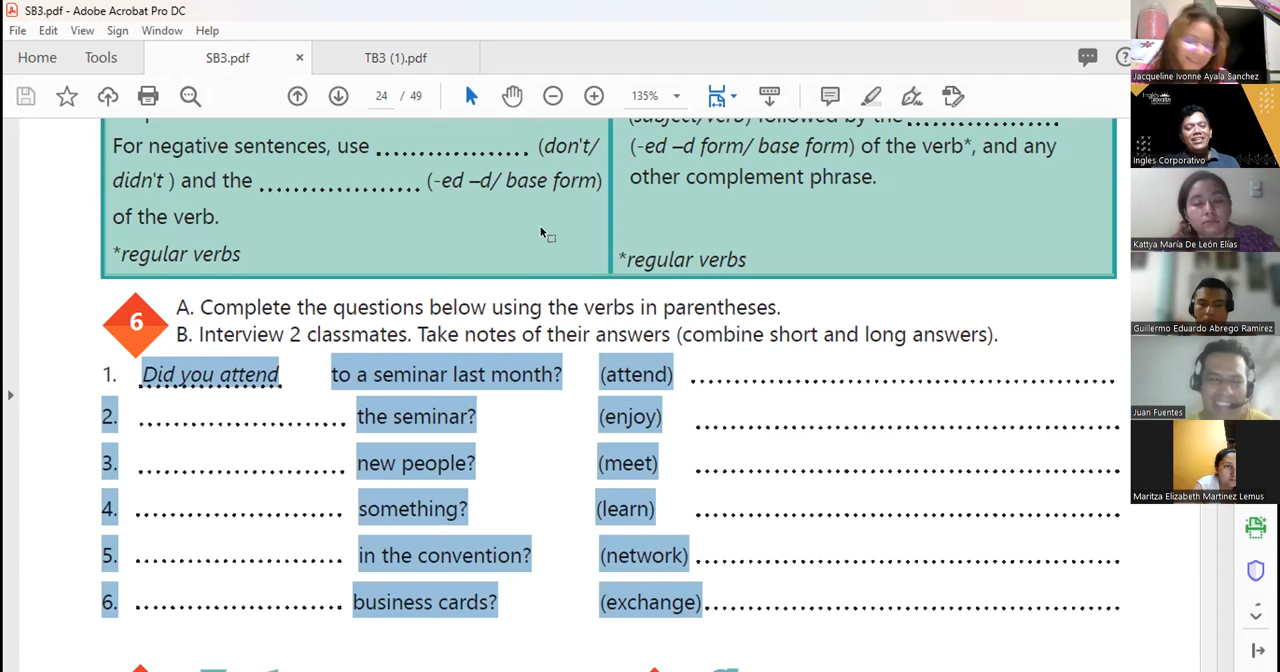 SB3.pdf - Adobe Acrobat Pro DC
File Edit View Sign Window Help
Home Tools SB3.pdf × TB3 (1).pdf
24 / 49 135%
(subject/verb) followed by the
For negative sentences, use (don't/
didn't ) and the (-ed –d/ base form)
of the verb.
*regular verbs
(-ed –d form/ base form) of the verb*, and any
other complement phrase.
*regular verbs
6
A. Complete the questions below using the verbs in parentheses.
B. Interview 2 classmates. Take notes of their answers (combine short and long answers).
1. Did you attend to a seminar last month? (attend)
2. the seminar? (enjoy)
3. new people? (meet)
4. something? (learn)
5. in the convention? (network)
6. business cards? (exchange)
Jacqueline Ivonne Ayala Sanchez
Ingles Corporativo
Kattya María De León Elías
Guillermo Eduardo Abrego Ramirez
Juan Fuentes
Maritza Elizabeth Martinez Lemus